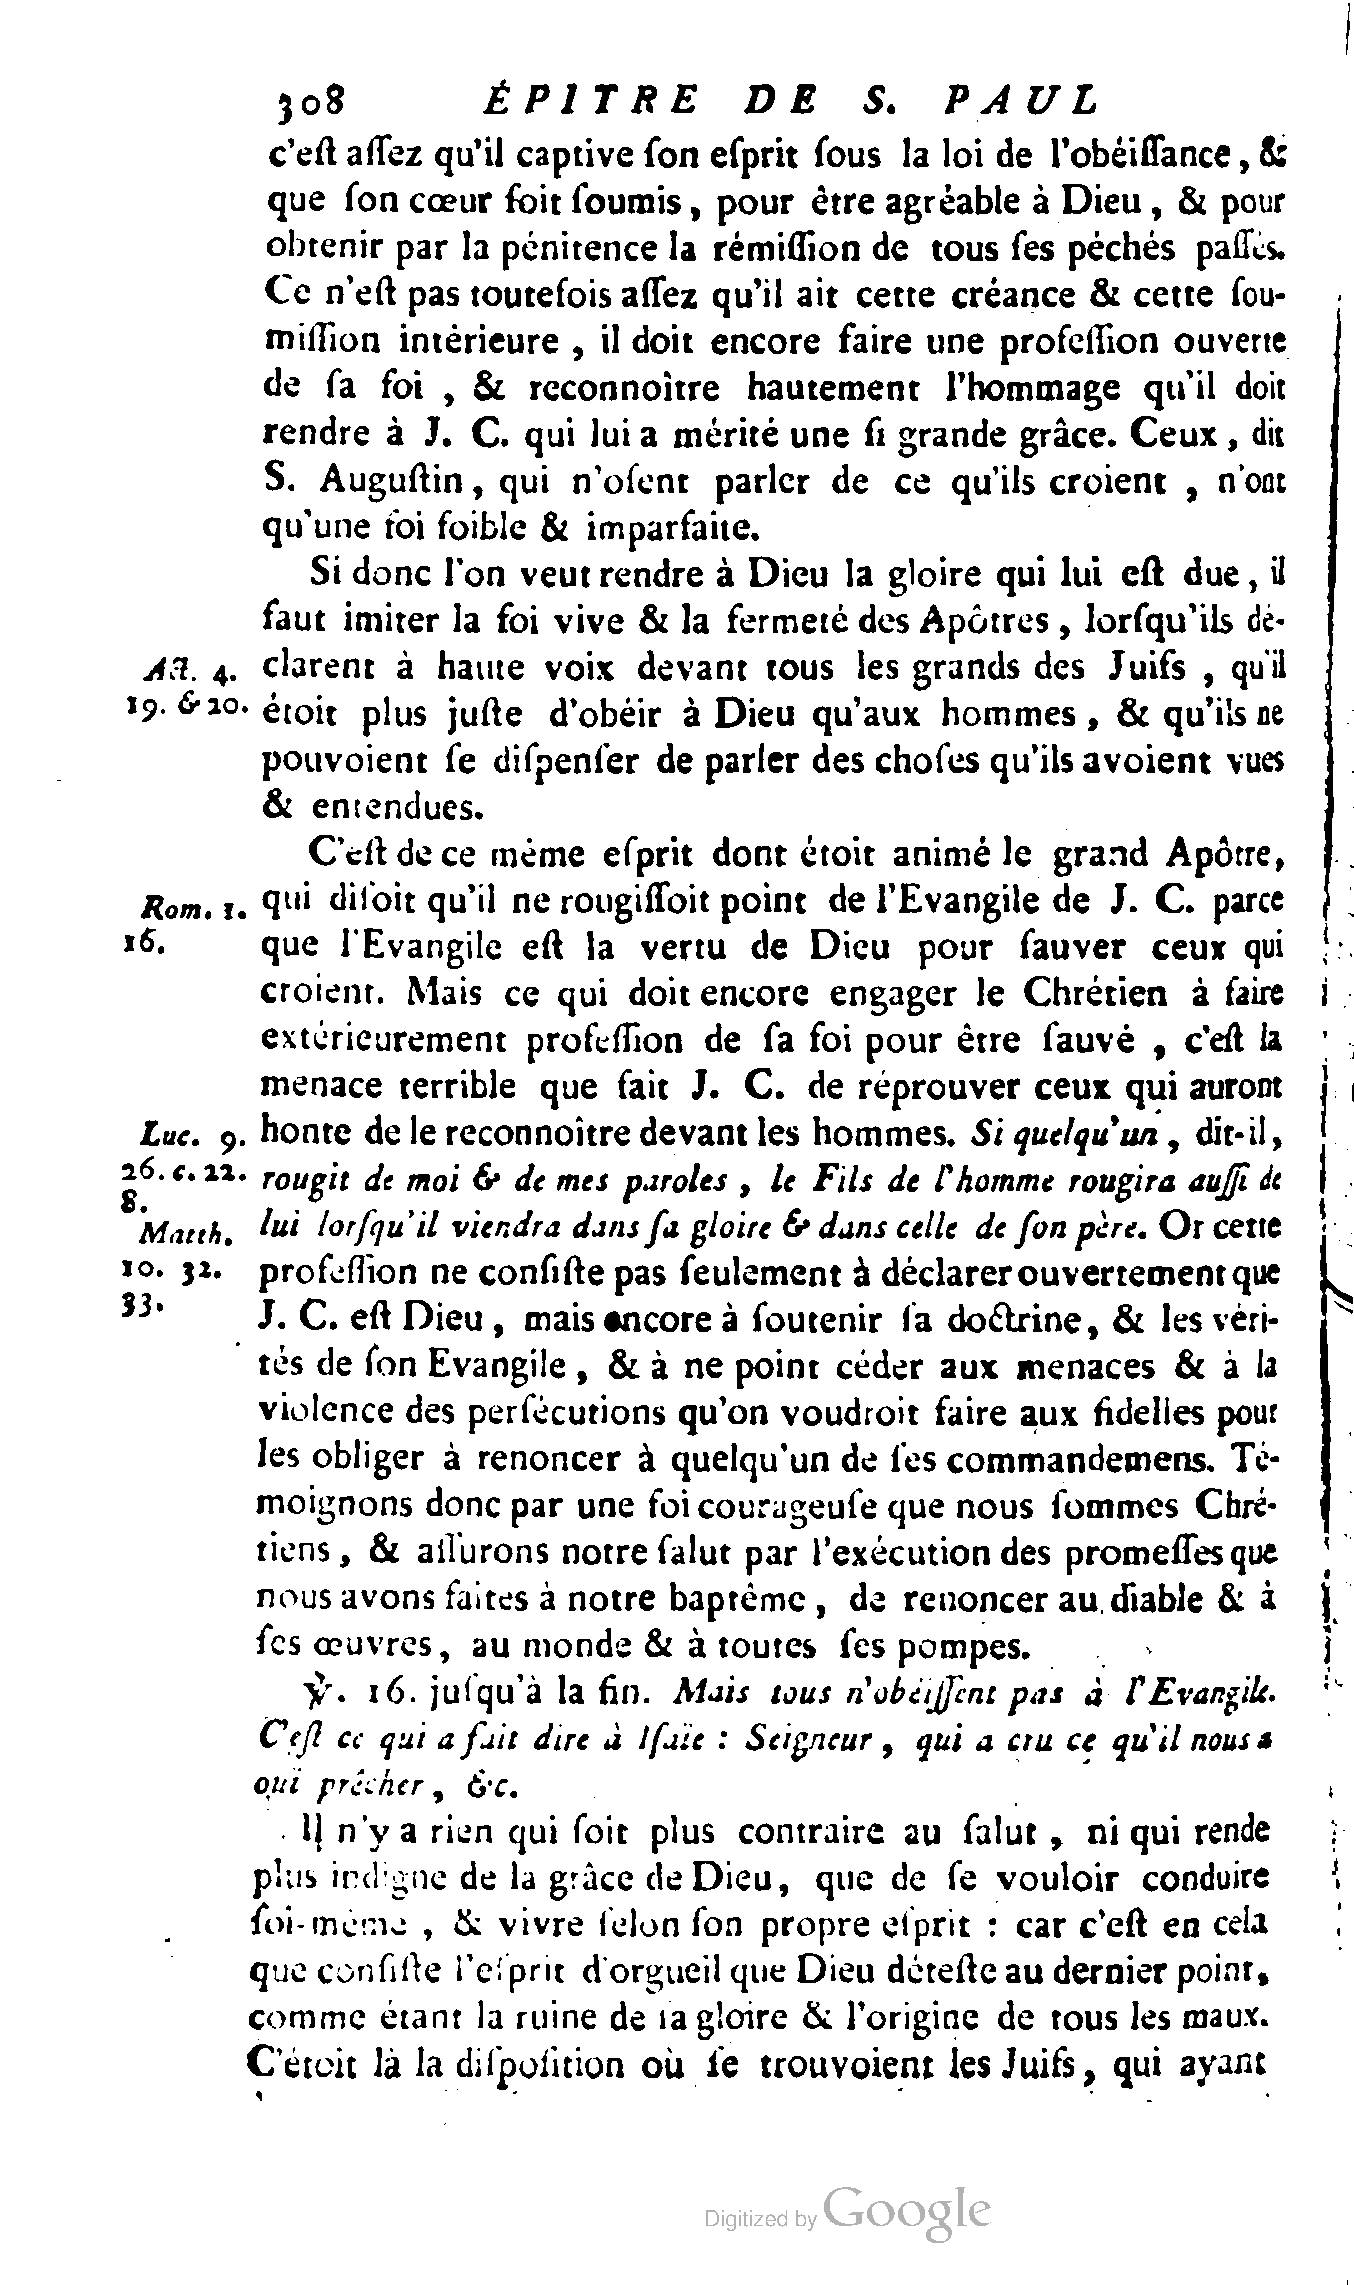 308 ÉPITRE DE S. PAUL
c'eſt aſſez qu'il captive ſon eſprit ſous la loi de l'obéiſſance, &
que ſon cœur ſoit ſoumis, pour être agréable à Dieu, & pour
obtenir par la pénitence la rémiſſion de tous ſes péchés paſſés.
Ce n'eſt pas toutefois aſſez qu'il ait cette créance & cette ſou-
miſſion intérieure, il doit encore faire une profeſſion ouverte
de ſa foi, & reconnoître hautement l'hommage qu'il doit
rendre à J. C. qui lui a mérité une ſi grande grâce. Ceux, dit
S. Auguſtin, qui n'oſent parler de ce qu'ils croient, n'ont
qu'une foi foible & imparfaite.
Si donc l'on veut rendre à Dieu la gloire qui lui eſt due, il
faut imiter la foi vive & la fermeté des Apôtres, lorſqu'ils dé-
Act. 4. clarent à haute voix devant tous les grands des Juifs, qu'il
19. & 20. étoit plus juſte d'obéir à Dieu qu'aux hommes, & qu'ils ne
pouvoient ſe diſpenſer de parler des choſes qu'ils avoient vues
& entendues.
C'eſt de ce même eſprit dont étoit animé le grand Apôtre,
Rom. 1. qui diſoit qu'il ne rougiſſoit point de l'Evangile de J. C. parce
16. que l'Evangile eſt la vertu de Dieu pour ſauver ceux qui
croient. Mais ce qui doit encore engager le Chrétien à faire
extérieurement profeſſion de ſa foi pour être ſauvé, c'eſt la
menace terrible que fait J. C. de réprouver ceux qui auront
Luc. 9. honte de le reconnoître devant les hommes. Si quelqu'un, dit-il,
26. c. 22. rougit de moi & de mes paroles, le Fils de l'homme rougira auſſi de
8.
Matth. lui lorſqu'il viendra dans ſa gloire & dans celle de ſon père. Or cette
10. 32. profeſſion ne conſiſte pas ſeulement à déclarer ouvertement que
33. J. C. eſt Dieu, mais encore à ſoutenir ſa doctrine, & les véri-
tés de ſon Evangile, & à ne point céder aux menaces & à la
violence des perſécutions qu'on voudroit faire aux fidelles pour
les obliger à renoncer à quelqu'un de ſes commandemens. Té-
moignons donc par une foi courageuſe que nous ſommes Chré-
tiens, & aſſurons notre ſalut par l'exécution des promeſſes que
nous avons faites à notre baptême, de renoncer au diable & à
ſes œuvres, au monde & à toutes ſes pompes.
℣. 16. juſqu'à la fin. Mais tous n'obéiſſent pas à l'Evangile.
C'eſt ce qui a fait dire à Iſaïe : Seigneur, qui a cru ce qu'il nous a
ouï prêcher, &c.
Il n'y a rien qui ſoit plus contraire au ſalut, ni qui rende
plus indigne de la grâce de Dieu, que de ſe vouloir conduire
ſoi-même, & vivre ſelon ſon propre eſprit : car c'eſt en cela
que conſiſte l'eſprit d'orgueil que Dieu déteſte au dernier point,
comme étant la ruine de ſa gloire & l'origine de tous les maux.
C'étoit là la diſpoſition où ſe trouvoient les Juifs, qui ayant
Digitized by Google